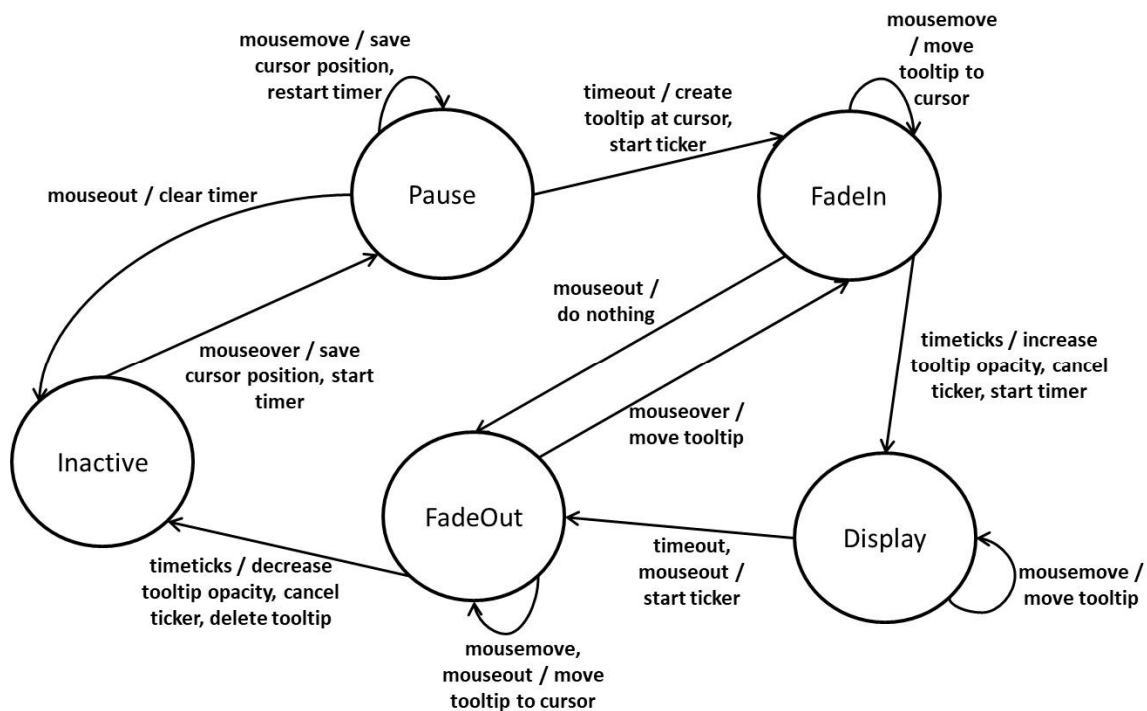 mousemove / save
cursor position,
restart timer
mousemove
/ move
tooltip to
cursor
timeout / create
tooltip at cursor,
start ticker
mouseout / clear timer
Pause
FadeIn
mouseout /
do nothing
mouseover / save
cursor position, start
timer
timeticks / increase
tooltip opacity, cancel
ticker, start timer
mouseover /
move tooltip
Inactive
FadeOut
Display
timeticks / decrease
tooltip opacity, cancel
ticker, delete tooltip
timeout,
mouseout /
start ticker
mousemove /
move tooltip
mousemove,
mouseout / move
tooltip to cursor